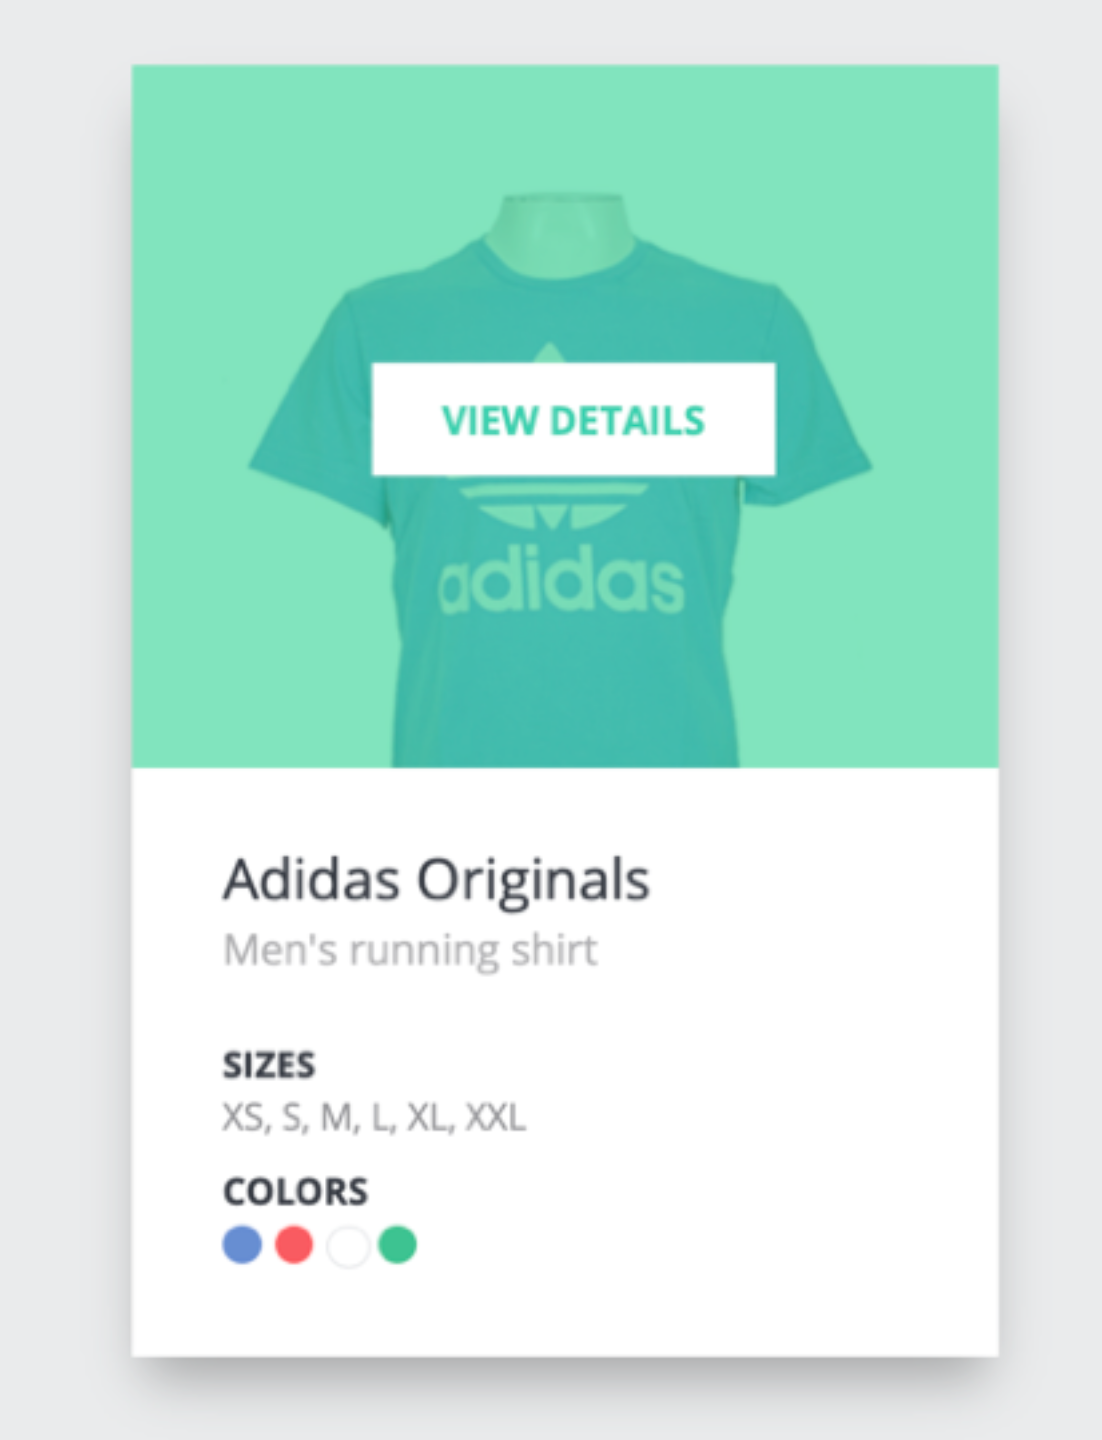 VIEW DETAILS
adidas
Adidas Originals
Men's running shirt
SIZES
XS, S, M, L, XL, XXL
COLORS